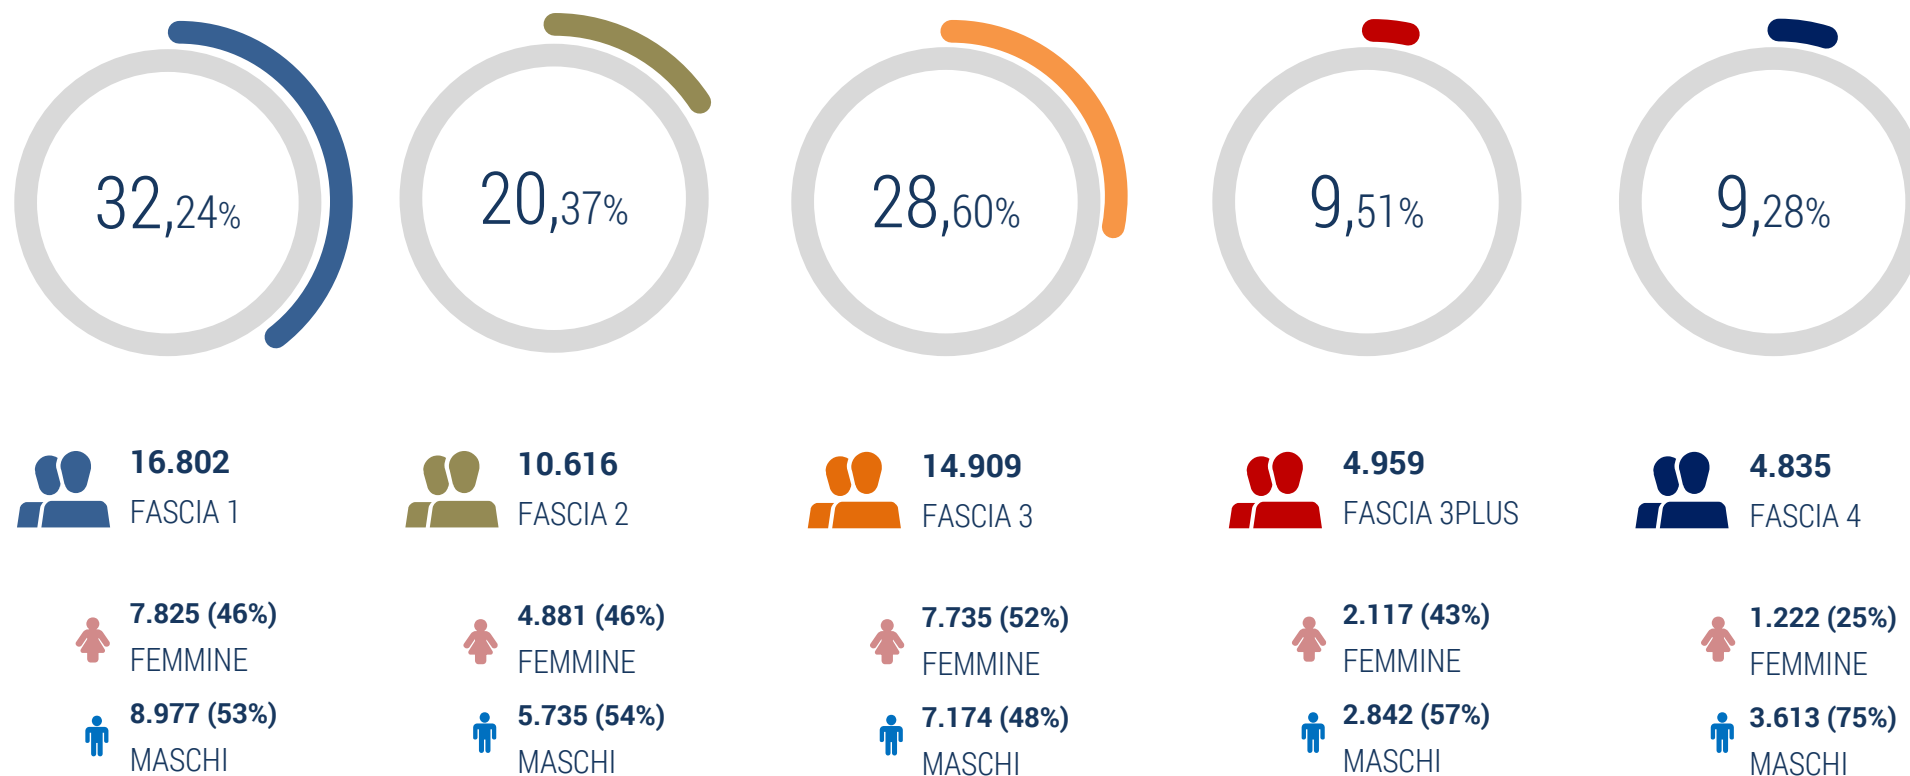 32,24%
20,37%
28,60%
9,51%
9,28%
16.802
FASCIA 1
10.616
FASCIA 2
14.909
FASCIA 3
4.959
FASCIA 3PLUS
4.835
FASCIA 4
7.825 (46%)
FEMMINE
4.881 (46%)
FEMMINE
7.735 (52%)
FEMMINE
2.117 (43%)
FEMMINE
1.222 (25%)
FEMMINE
8.977 (53%)
MASCHI
5.735 (54%)
MASCHI
7.174 (48%)
MASCHI
2.842 (57%)
MASCHI
3.613 (75%)
MASCHI